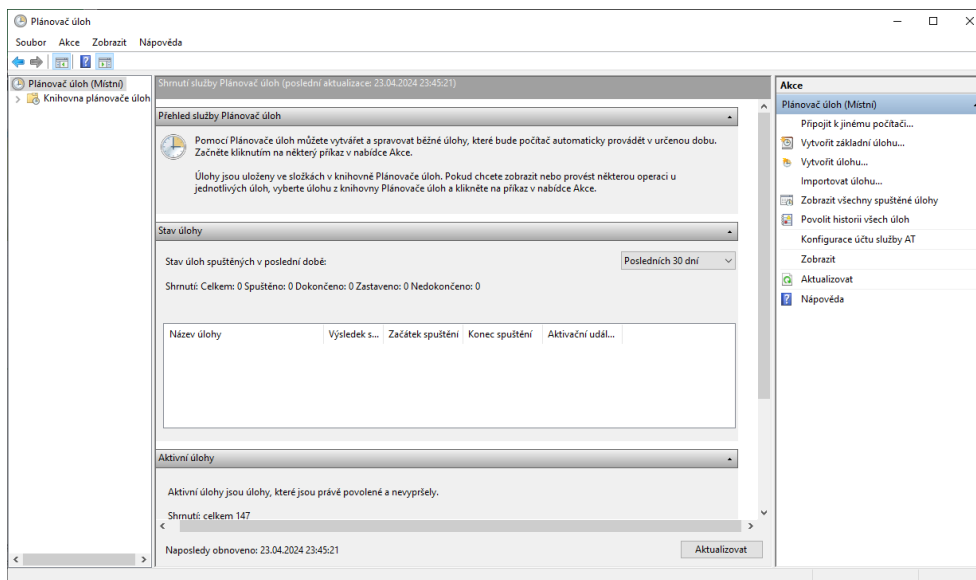 Plánovač úloh
Soubor Akce Zobrazit Nápověda
Plánovač úloh (Místní)
Knihovna plánovače úloh
Shrnutí služby Plánovač úloh (poslední aktualizace: 23.04.2024 23:45:21)
Přehled služby Plánovač úloh
Pomocí Plánovače úloh můžete vytvářet a spravovat běžné úlohy, které bude počítač automaticky provádět v určenou dobu.
Začněte kliknutím na některý příkaz v nabídce Akce.
Úlohy jsou uloženy ve složkách v knihovně Plánovače úloh. Pokud chcete zobrazit nebo provést některou operaci u
jednotlivých úloh, vyberte úlohu z knihovny Plánovače úloh a klikněte na příkaz v nabídce Akce.
Stav úlohy
Stav úloh spuštěných v poslední době:
Posledních 30 dní
Shrnutí: Celkem: 0 Spuštěno: 0 Dokončeno: 0 Zastaveno: 0 Nedokončeno: 0
Název úlohy Výsledek s... Začátek spuštění Konec spuštění Aktivační udál...
Aktivní úlohy
Aktivní úlohy jsou úlohy, které jsou právě povolené a nevypršely.
Shrnutí: celkem 147
Naposledy obnoveno: 23.04.2024 23:45:21
Aktualizovat
Akce
Plánovač úloh (Místní)
Připojit k jinému počítači...
Vytvořit základní úlohu...
Vytvořit úlohu...
Importovat úlohu...
Zobrazit všechny spuštěné úlohy
Povolit historii všech úloh
Konfigurace účtu služby AT
Zobrazit
Aktualizovat
Nápověda